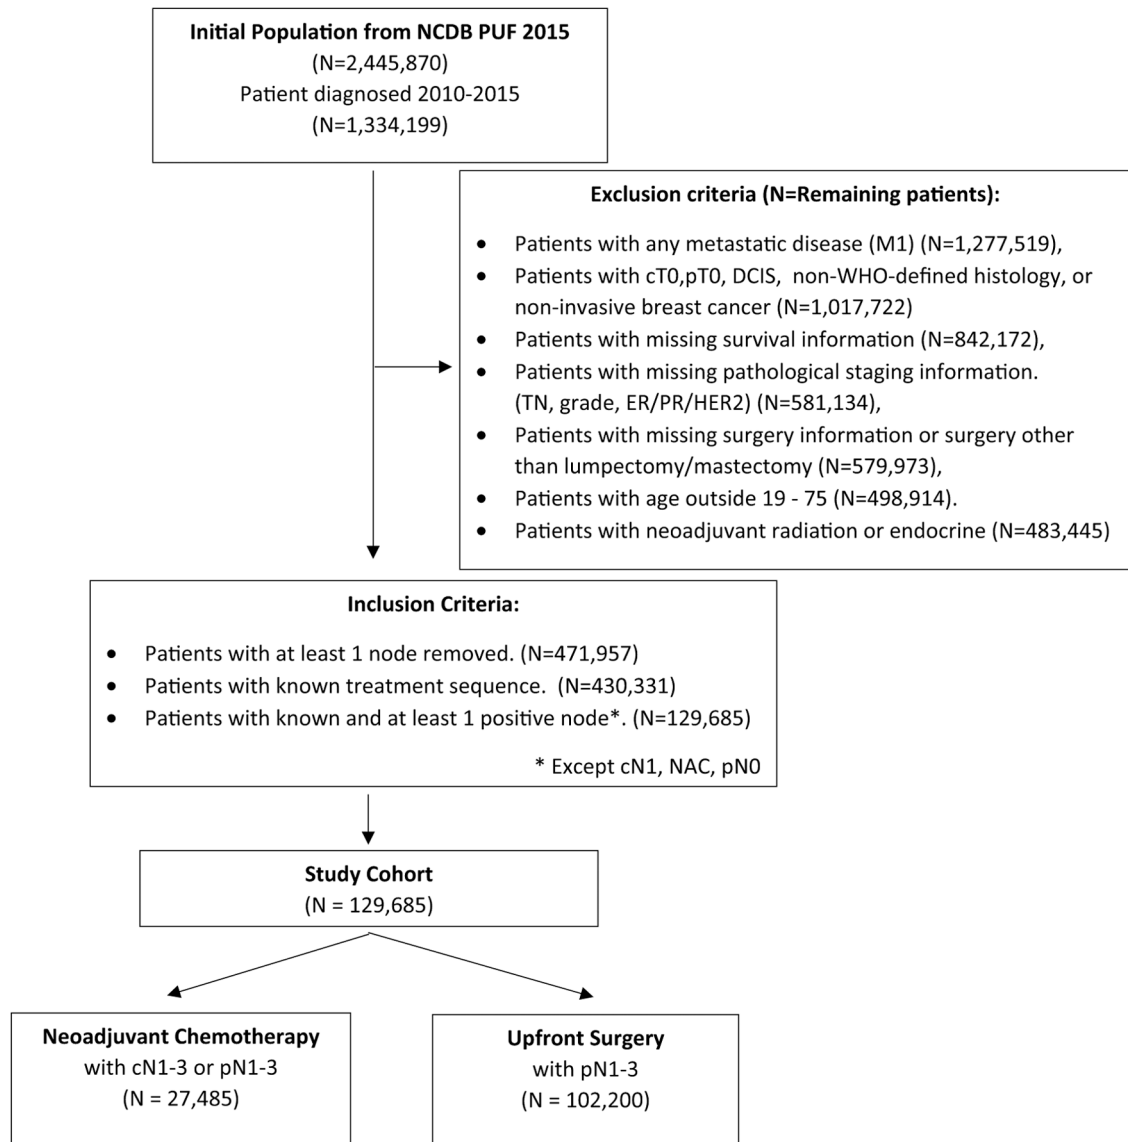 Initial Population from NCDB PUF 2015
(N=2,445,870)
Patient diagnosed 2010-2015
(N=1,334,199)
Exclusion criteria (N=Remaining patients):
• Patients with any metastatic disease (M1) (N=1,277,519),
• Patients with cT0,pT0, DCIS, non-WHO-defined histology, or
non-invasive breast cancer (N=1,017,722)
• Patients with missing survival information (N=842,172),
• Patients with missing pathological staging information.
(TN, grade, ER/PR/HER2) (N=581,134),
• Patients with missing surgery information or surgery other
than lumpectomy/mastectomy (N=579,973),
• Patients with age outside 19 - 75 (N=498,914).
• Patients with neoadjuvant radiation or endocrine (N=483,445)
Inclusion Criteria:
• Patients with at least 1 node removed. (N=471,957)
• Patients with known treatment sequence. (N=430,331)
• Patients with known and at least 1 positive node*. (N=129,685)
* Except cN1, NAC, pN0
Study Cohort
(N = 129,685)
Neoadjuvant Chemotherapy
with cN1-3 or pN1-3
(N = 27,485)
Upfront Surgery
with pN1-3
(N = 102,200)